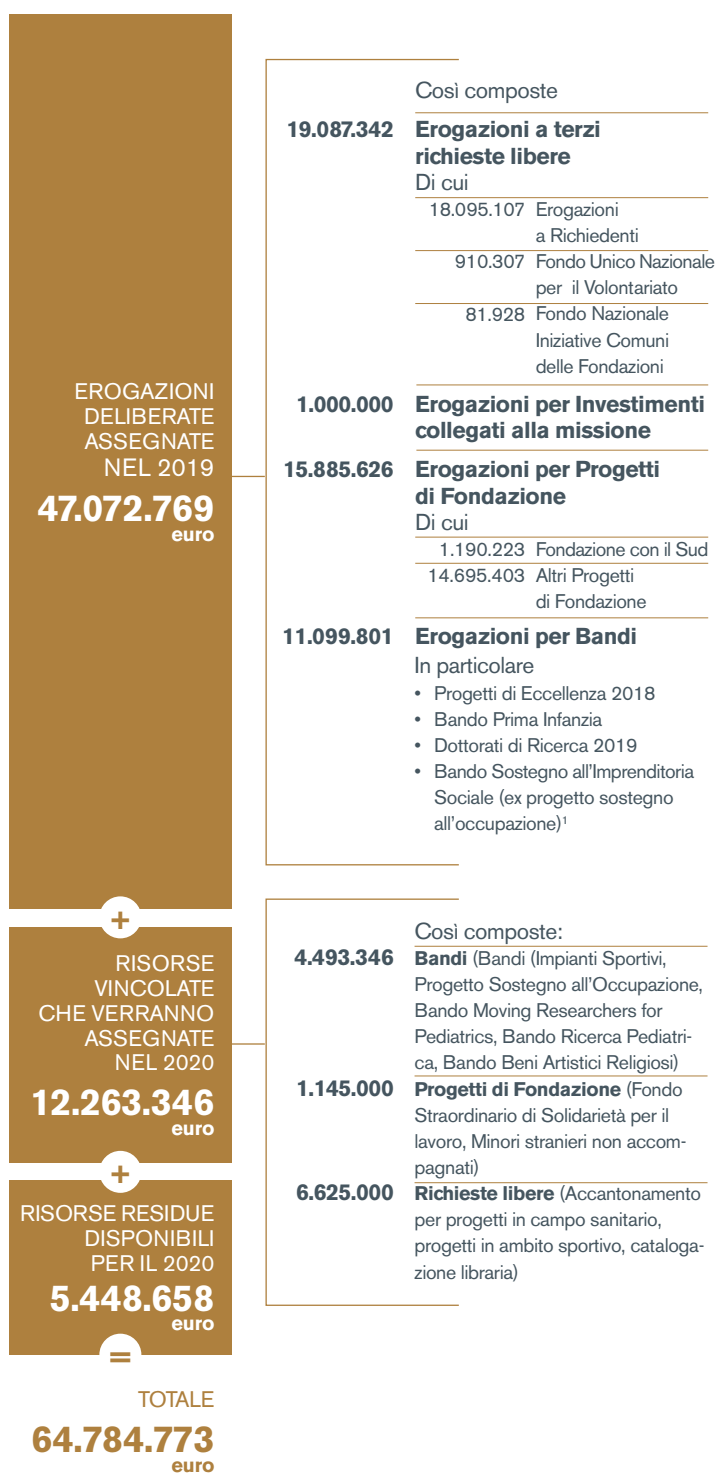 EROGAZIONI
DELIBERATE
ASSEGNATE
NEL 2019
47.072.769
euro
Così composte
19.087.342 Erogazioni a terzi
richieste libere
Di cui
18.095.107 Erogazioni
a Richiedenti
910.307 Fondo Unico Nazionale
per il Volontariato
81.928 Fondo Nazionale
Iniziative Comuni
delle Fondazioni
1.000.000 Erogazioni per Investimenti
collegati alla missione
15.885.626 Erogazioni per Progetti
di Fondazione
Di cui
1.190.223 Fondazione con il Sud
14.695.403 Altri Progetti
di Fondazione
11.099.801 Erogazioni per Bandi
In particolare
• Progetti di Eccellenza 2018
• Bando Prima Infanzia
• Dottorati di Ricerca 2019
• Bando Sostegno all'Imprenditoria
Sociale (ex progetto sostegno
all'occupazione)¹
+
RISORSE
VINCOLATE
CHE VERRANNO
ASSEGNATE
NEL 2020
12.263.346
euro
Così composte:
4.493.346 Bandi (Bandi (Impianti Sportivi,
Progetto Sostegno all'Occupazione,
Bando Moving Researchers for
Pediatrics, Bando Ricerca Pediatri-
ca, Bando Beni Artistici Religiosi)
1.145.000 Progetti di Fondazione (Fondo
Straordinario di Solidarietà per il
lavoro, Minori stranieri non accom-
pagnati)
6.625.000 Richieste libere (Accantonamento
per progetti in campo sanitario,
progetti in ambito sportivo, cataloga-
zione libraria)
+
RISORSE RESIDUE
DISPONIBILI
PER IL 2020
5.448.658
euro
=
TOTALE
64.784.773
euro